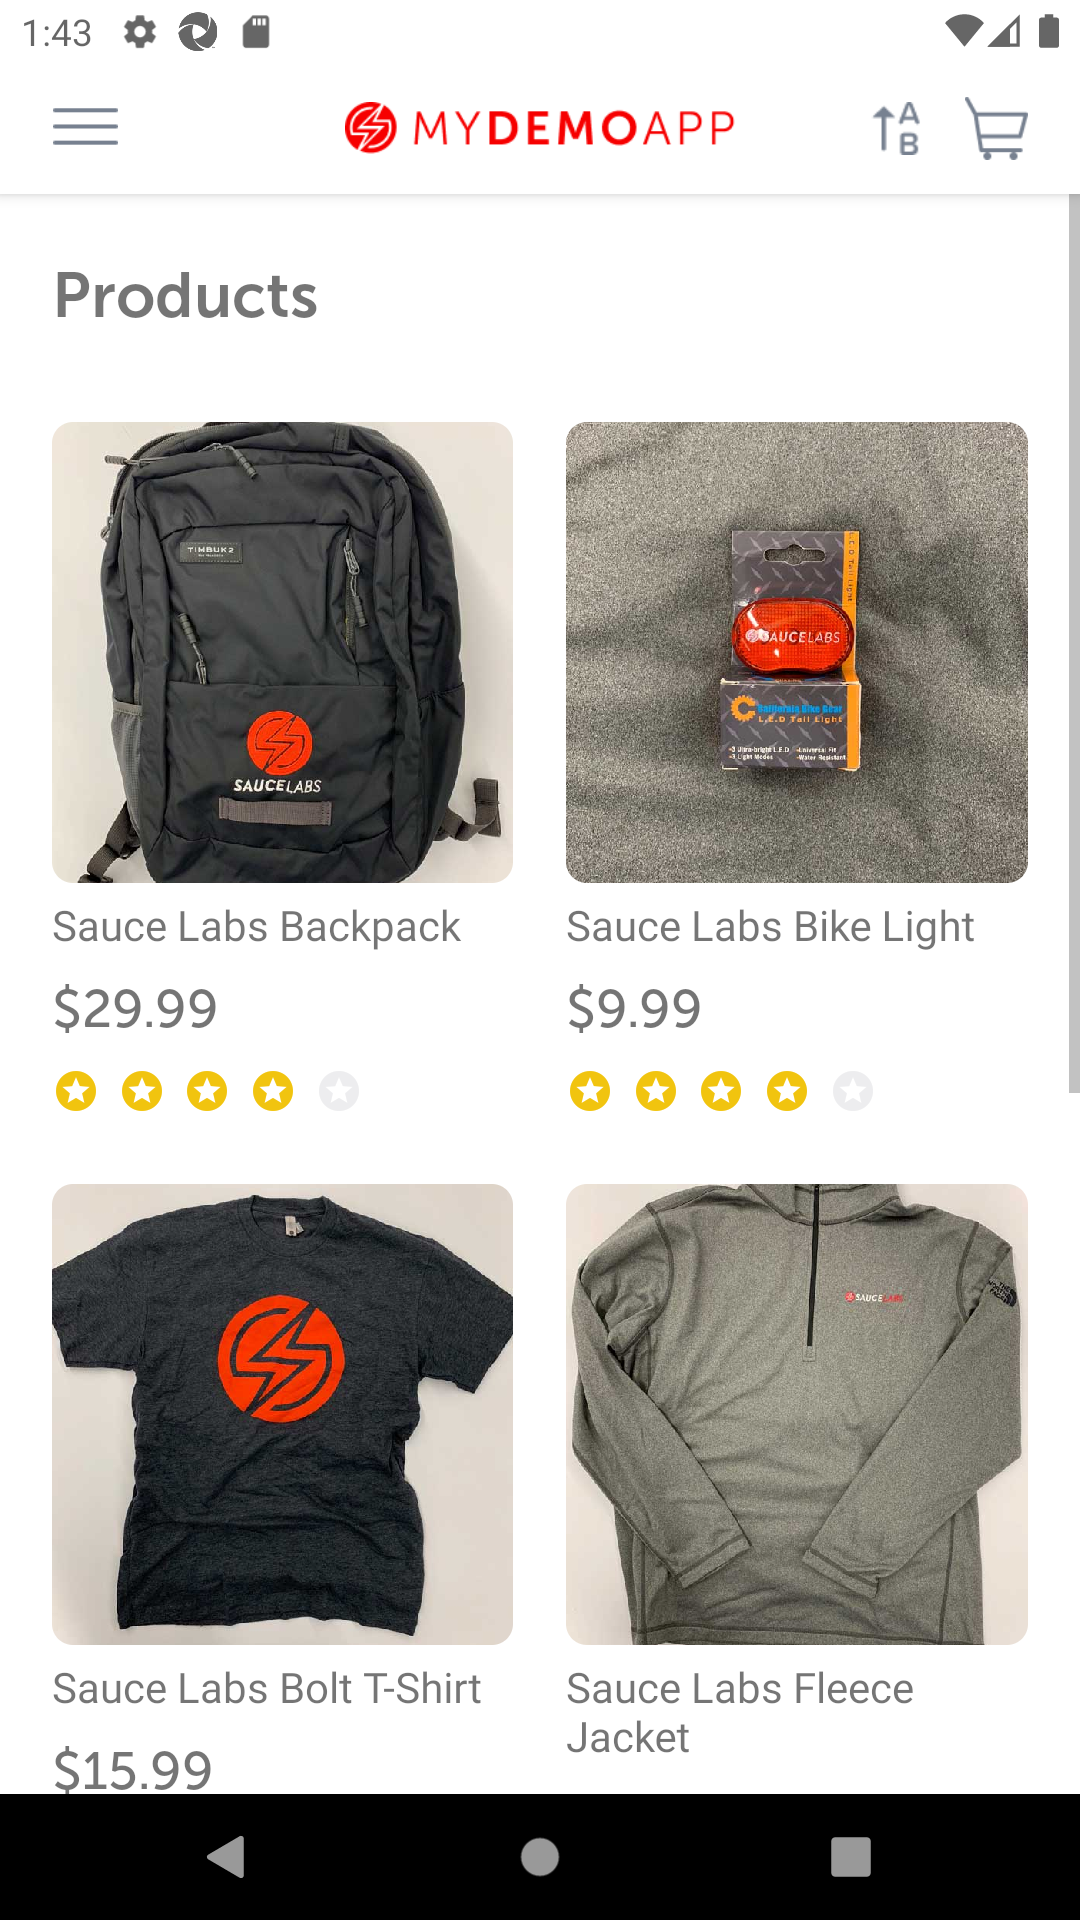 1:43
MYDEMOAPP
A
B
Products
TIMBUK2
SAUCELABS
SAUCELABS
California Bike Gear
L.E.D Tail Light
Sauce Labs Backpack
Sauce Labs Bike Light
$29.99
$9.99
SAUCELABS
Sauce Labs Bolt T-Shirt
Sauce Labs Fleece
Jacket
$15.99